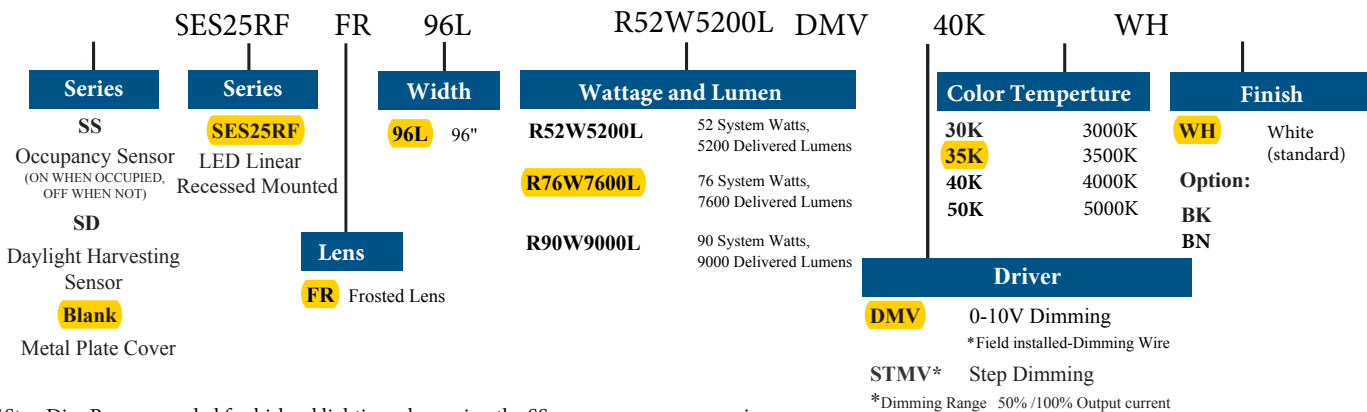 SES25RF FR 96L R52W5200L DMV 40K WH
Series
SS
Occupancy Sensor
(ON WHEN OCCUPIED,
OFF WHEN NOT)
SD
Daylight Harvesting
Sensor
Blank
Metal Plate Cover
Series
SES25RF
LED Linear
Recessed Mounted
Lens
FR Frosted Lens
Width
96L 96"
Wattage and Lumen
R52W5200L 52 System Watts,
5200 Delivered Lumens
R76W7600L 76 System Watts,
7600 Delivered Lumens
R90W9000L 90 System Watts,
9000 Delivered Lumens
Color Temperture
30K 3000K
35K 3500K
40K 4000K
50K 5000K
Driver
DMV 0-10V Dimming
*Field installed-Dimming Wire
STMV* Step Dimming
*Dimming Range 50% /100% Output current
Finish
WH White
(standard)
Option:
BK
BN